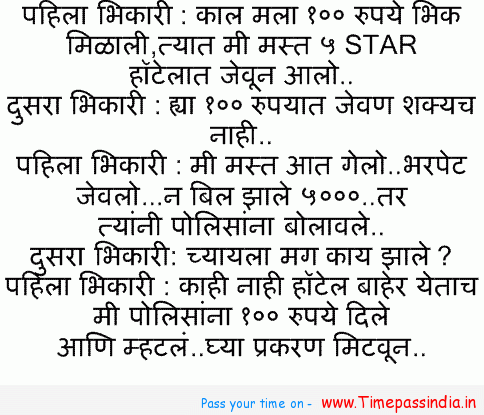 पहिला भिकारी : काल मला १०० रुपये भिक
मिळाली,त्यात मी मस्त ५ STAR
हॉटेलात जेवून आलो..
दुसरा भिकारी : ह्या १०० रुपयात जेवण शक्यच
नाही..
पहिला भिकारी : मी मस्त आत गेलो..भरपेट
जेवलो...न बिल झाले ५०००..तर
त्यांनी पोलिसांना बोलावले..
दुसरा भिकारी: च्यायला मग काय झाले ?
पहिला भिकारी : काही नाही हॉटेल बाहेर येताच
मी पोलिसांना १०० रुपये दिले
आणि म्हटलं..घ्या प्रकरण मिटवून..
Pass your time on - www.Timepassindia.in